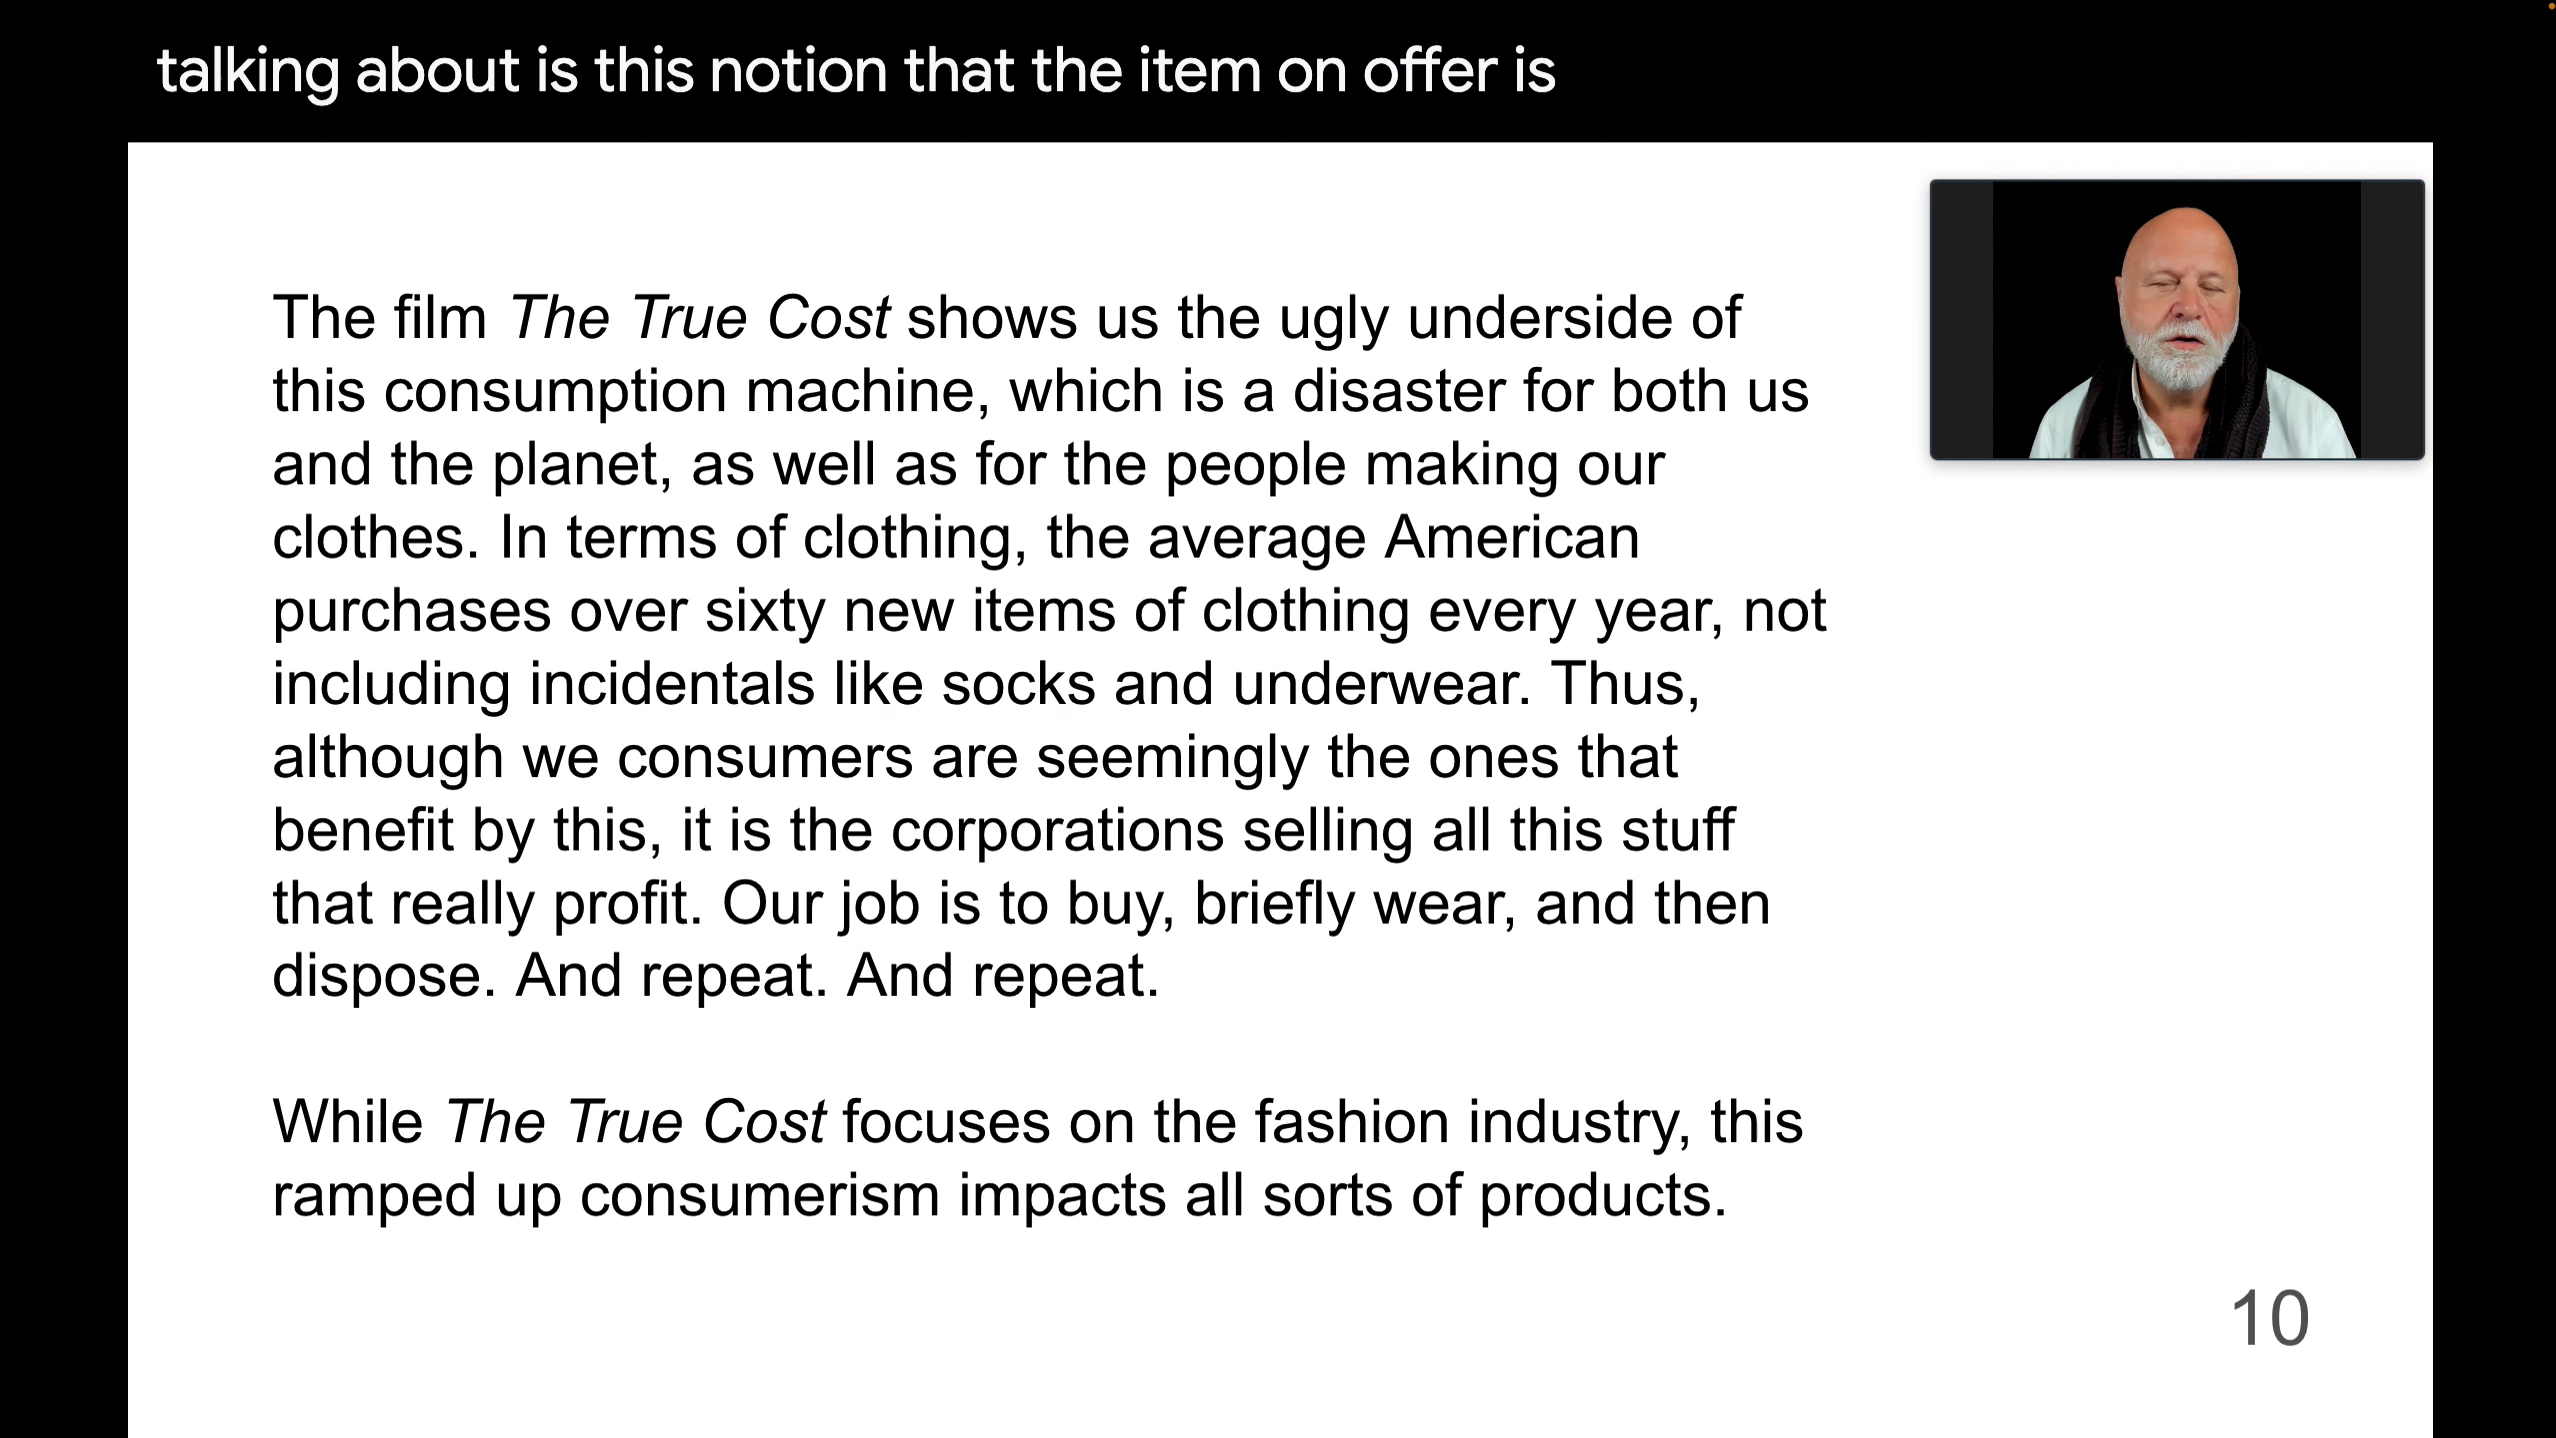 talking about is this notion that the item on offer is
The film The True Cost shows us the ugly underside of
this consumption machine, which is a disaster for both us
and the planet, as well as for the people making our
clothes. In terms of clothing, the average American
purchases over sixty new items of clothing every year, not
including incidentals like socks and underwear. Thus,
although we consumers are seemingly the ones that
benefit by this, it is the corporations selling all this stuff
that really profit. Our job is to buy, briefly wear, and then
dispose. And repeat. And repeat.
While The True Cost focuses on the fashion industry, this
ramped up consumerism impacts all sorts of products.
10